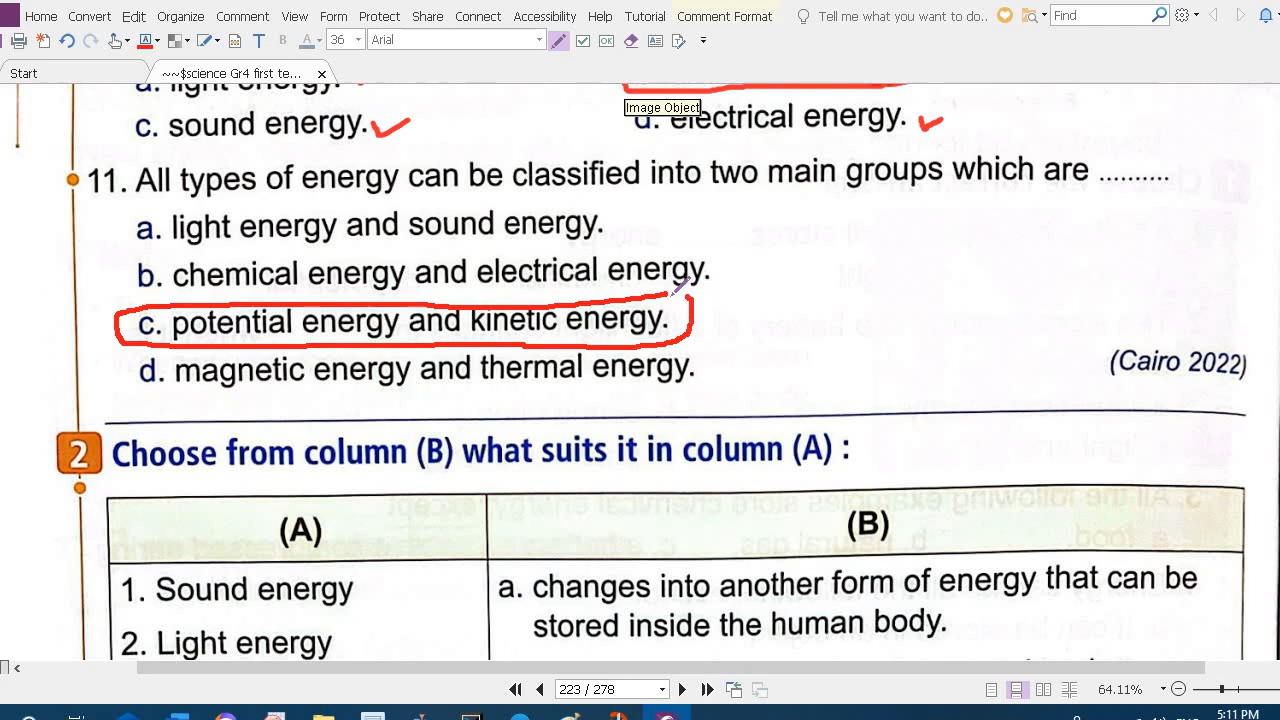 Home Convert Edit Organize Comment View Form Protect Share Connect Accessibility Help Tutorial Comment Format Tell me what you want to do.. Find
36 Arial
Start ~~$science Gr4 first te... ×
a. light energy.
Image Object
c. sound energy. d. electrical energy.
11. All types of energy can be classified into two main groups which are ..........
a. light energy and sound energy.
b. chemical energy and electrical energy.
c. potential energy and kinetic energy.
d. magnetic energy and thermal energy.
(Cairo 2022)
2 Choose from column (B) what suits it in column (A) :
(A) (B)
1. Sound energy a. changes into another form of energy that can be
stored inside the human body.
2. Light energy
223 / 278 64.11%
5:11 PM